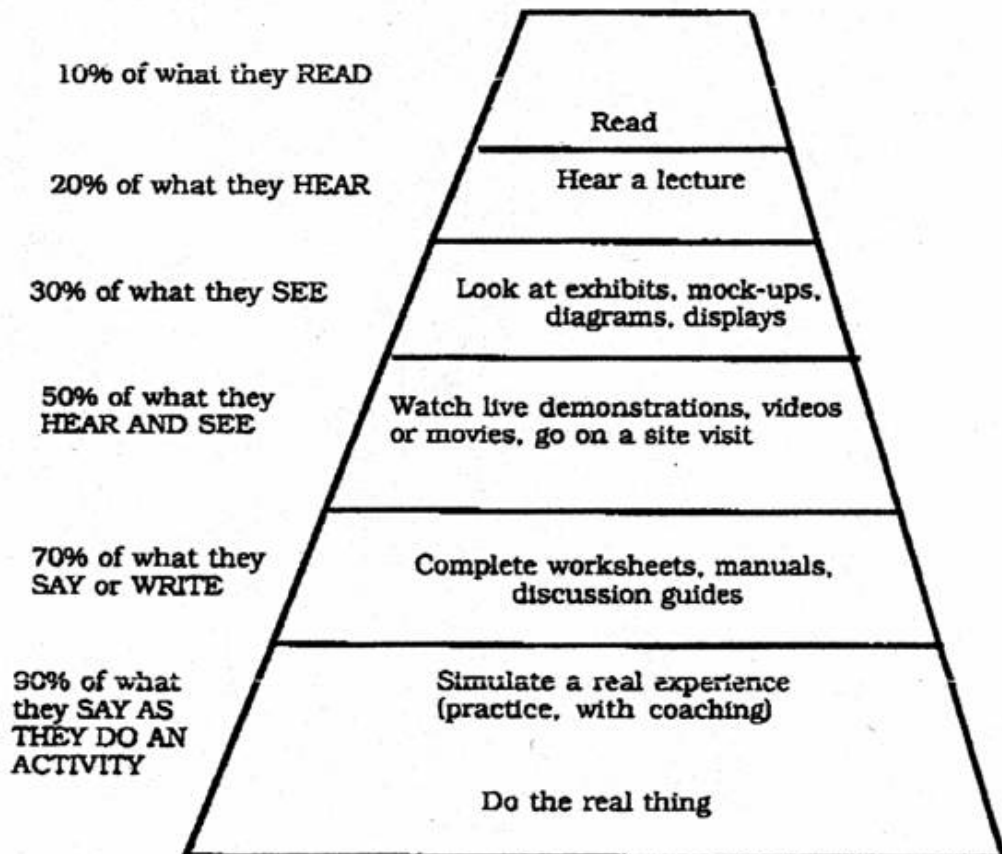 10% of what they READ
Read
20% of what they HEAR
Hear a lecture
30% of what they SEE
Look at exhibits, mock-ups,
diagrams, displays
50% of what they
HEAR AND SEE
Watch live demonstrations, videos
or movies, go on a site visit
70% of what they
SAY or WRITE
Complete worksheets, manuals,
discussion guides
90% of what
they SAY AS
THEY DO AN
ACTIVITY
Simulate a real experience
(practice, with coaching)
Do the real thing